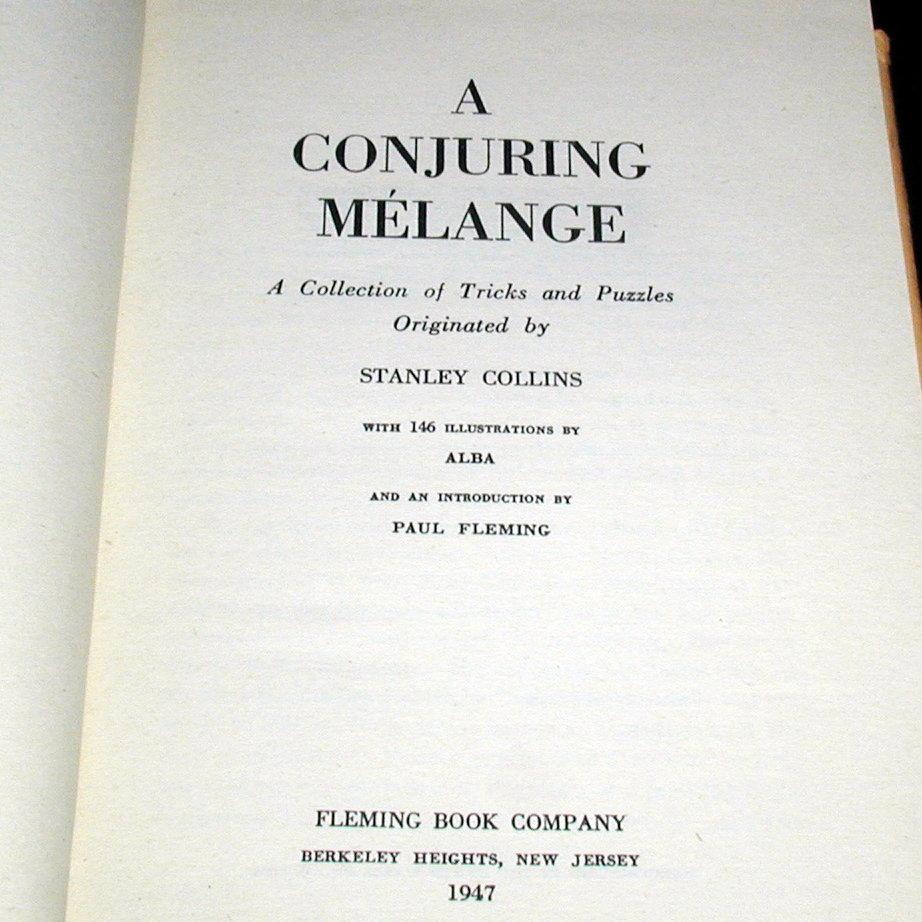 A
CONJURING
MÉLANGE
A Collection of Tricks and Puzzles
Originated by
STANLEY COLLINS
WITH 146 ILLUSTRATIONS BY
ALBA
AND AN INTRODUCTION BY
PAUL FLEMING
FLEMING BOOK COMPANY
BERKELEY HEIGHTS, NEW JERSEY
1947